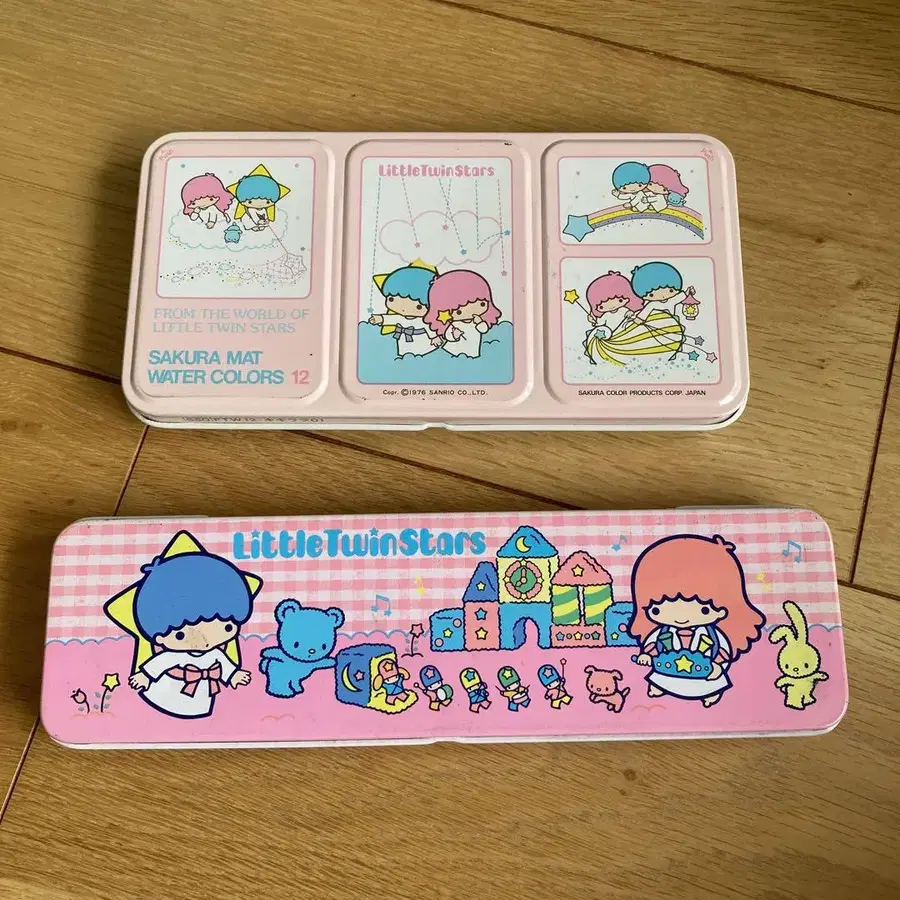 LittleTwinStars
FROM THE WORLD OF
LITTLE TWIN STARS
SAKURA MAT
WATER COLORS 12
Copr. ©1976 SANRIO CO., LTD.
SAKURA COLOR PRODUCTS CORP. JAPAN
LittleTwinStars